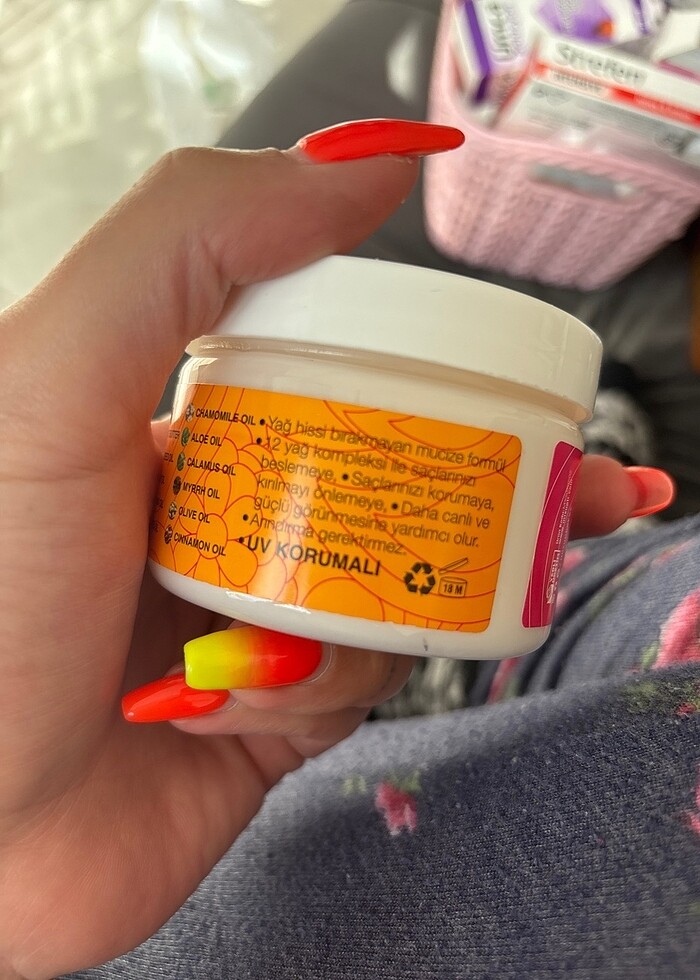 Strefen
CHAMOMILE OIL
ALOE OIL
CALAMUS OIL
MYRRH OIL
OLIVE OIL
CINNAMON OIL
• Yağ hissi bırakmayan mucize formül
• 12 yağ kompleksi ile saçlarınızı
beslemeye, • Saçlarınızı korumaya,
kırılmayı önlemeye, • Daha canlı ve
güçlü görünmesine yardımcı olur.
• Arındırma gerektirmez.
• UV KORUMALI
18 M